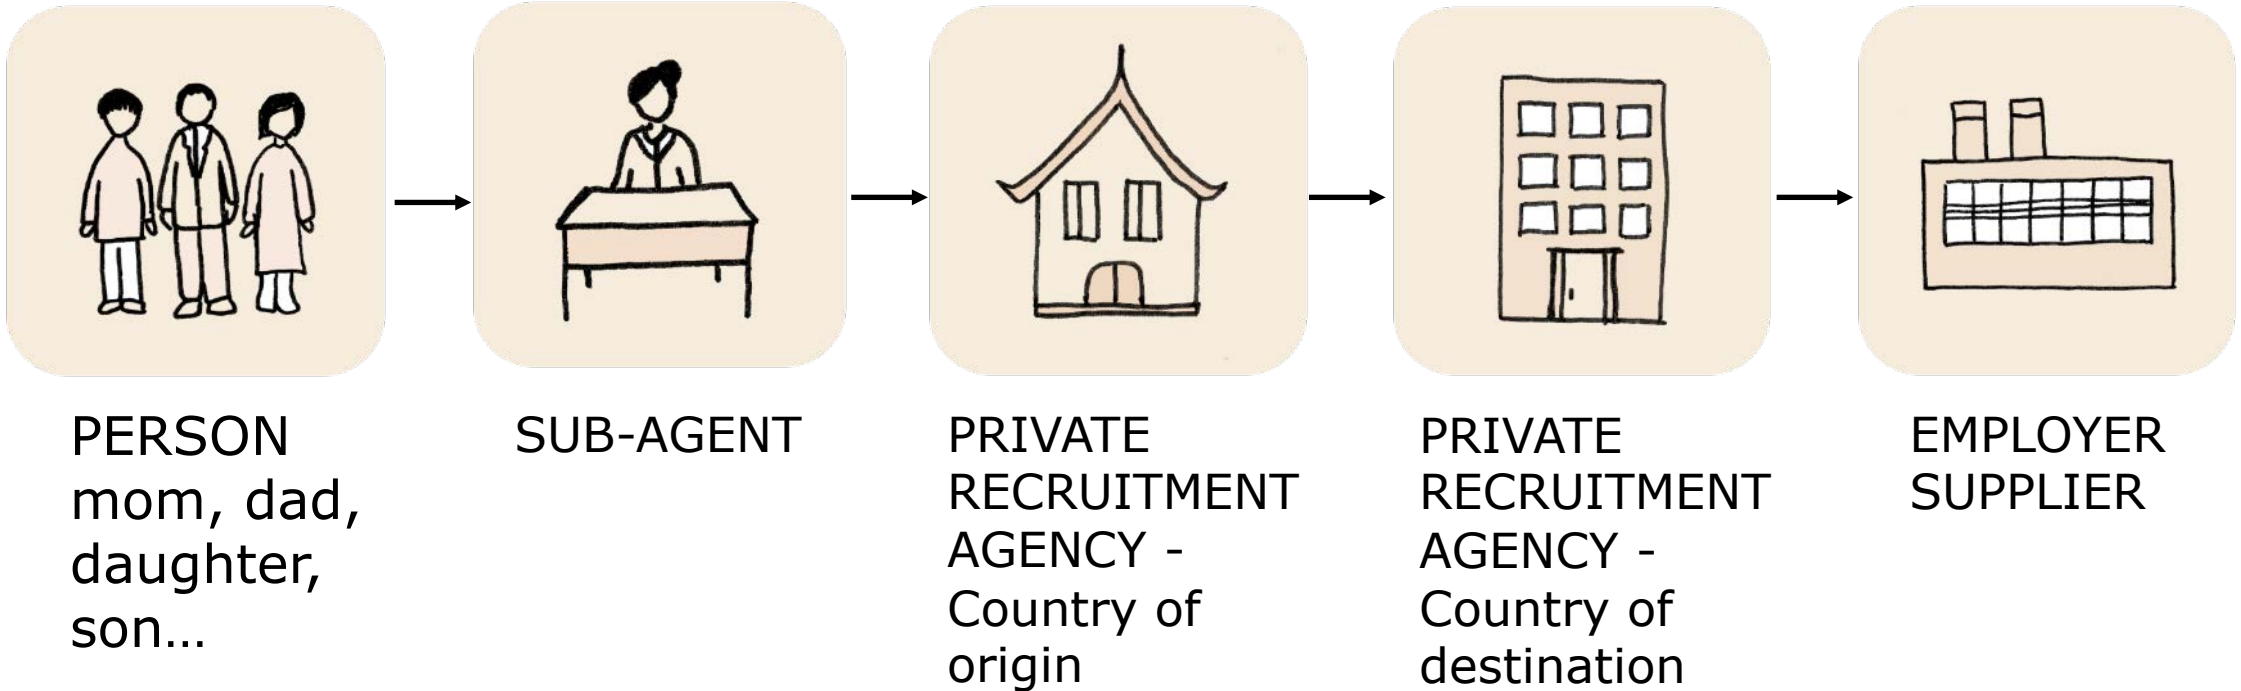 PERSON
mom, dad,
daughter,
son...
SUB-AGENT
PRIVATE
RECRUITMENT
AGENCY -
Country of
origin
PRIVATE
RECRUITMENT
AGENCY -
Country of
destination
EMPLOYER
SUPPLIER